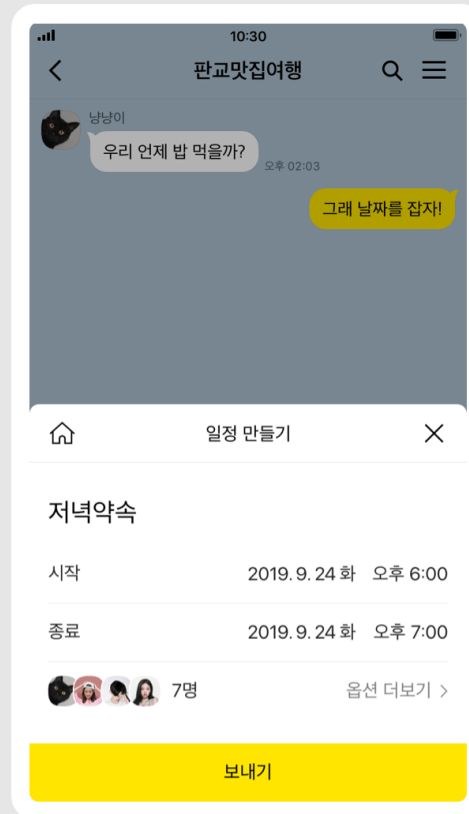 10:30
판교맛집여행
냥냥이
우리 언제 밥 먹을까?
오후 02:03
그래 날짜를 잡자!
일정 만들기
저녁약속
시작 2019. 9. 24 화 오후 6:00
종료 2019. 9. 24 화 오후 7:00
7명 옵션 더보기
보내기